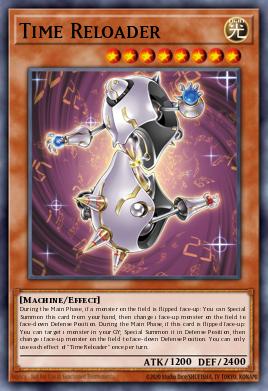 TIME RELOADER
光
[MACHINE/EFFECT]
During the Main Phase, if a monster on the field is flipped face-up: You can Special
Summon this card from your hand, then change 1 face-up monster on the field to
face-down Defense Position. During the Main Phase, if this card is flipped face-up:
You can target 1 monster in your GY; Special Summon it in Defense Position, then
change 1 face-up monster on the field to face-down Defense Position. You can only
use each effect of "Time Reloader" once per turn.
ATK/1200 DEF/2400